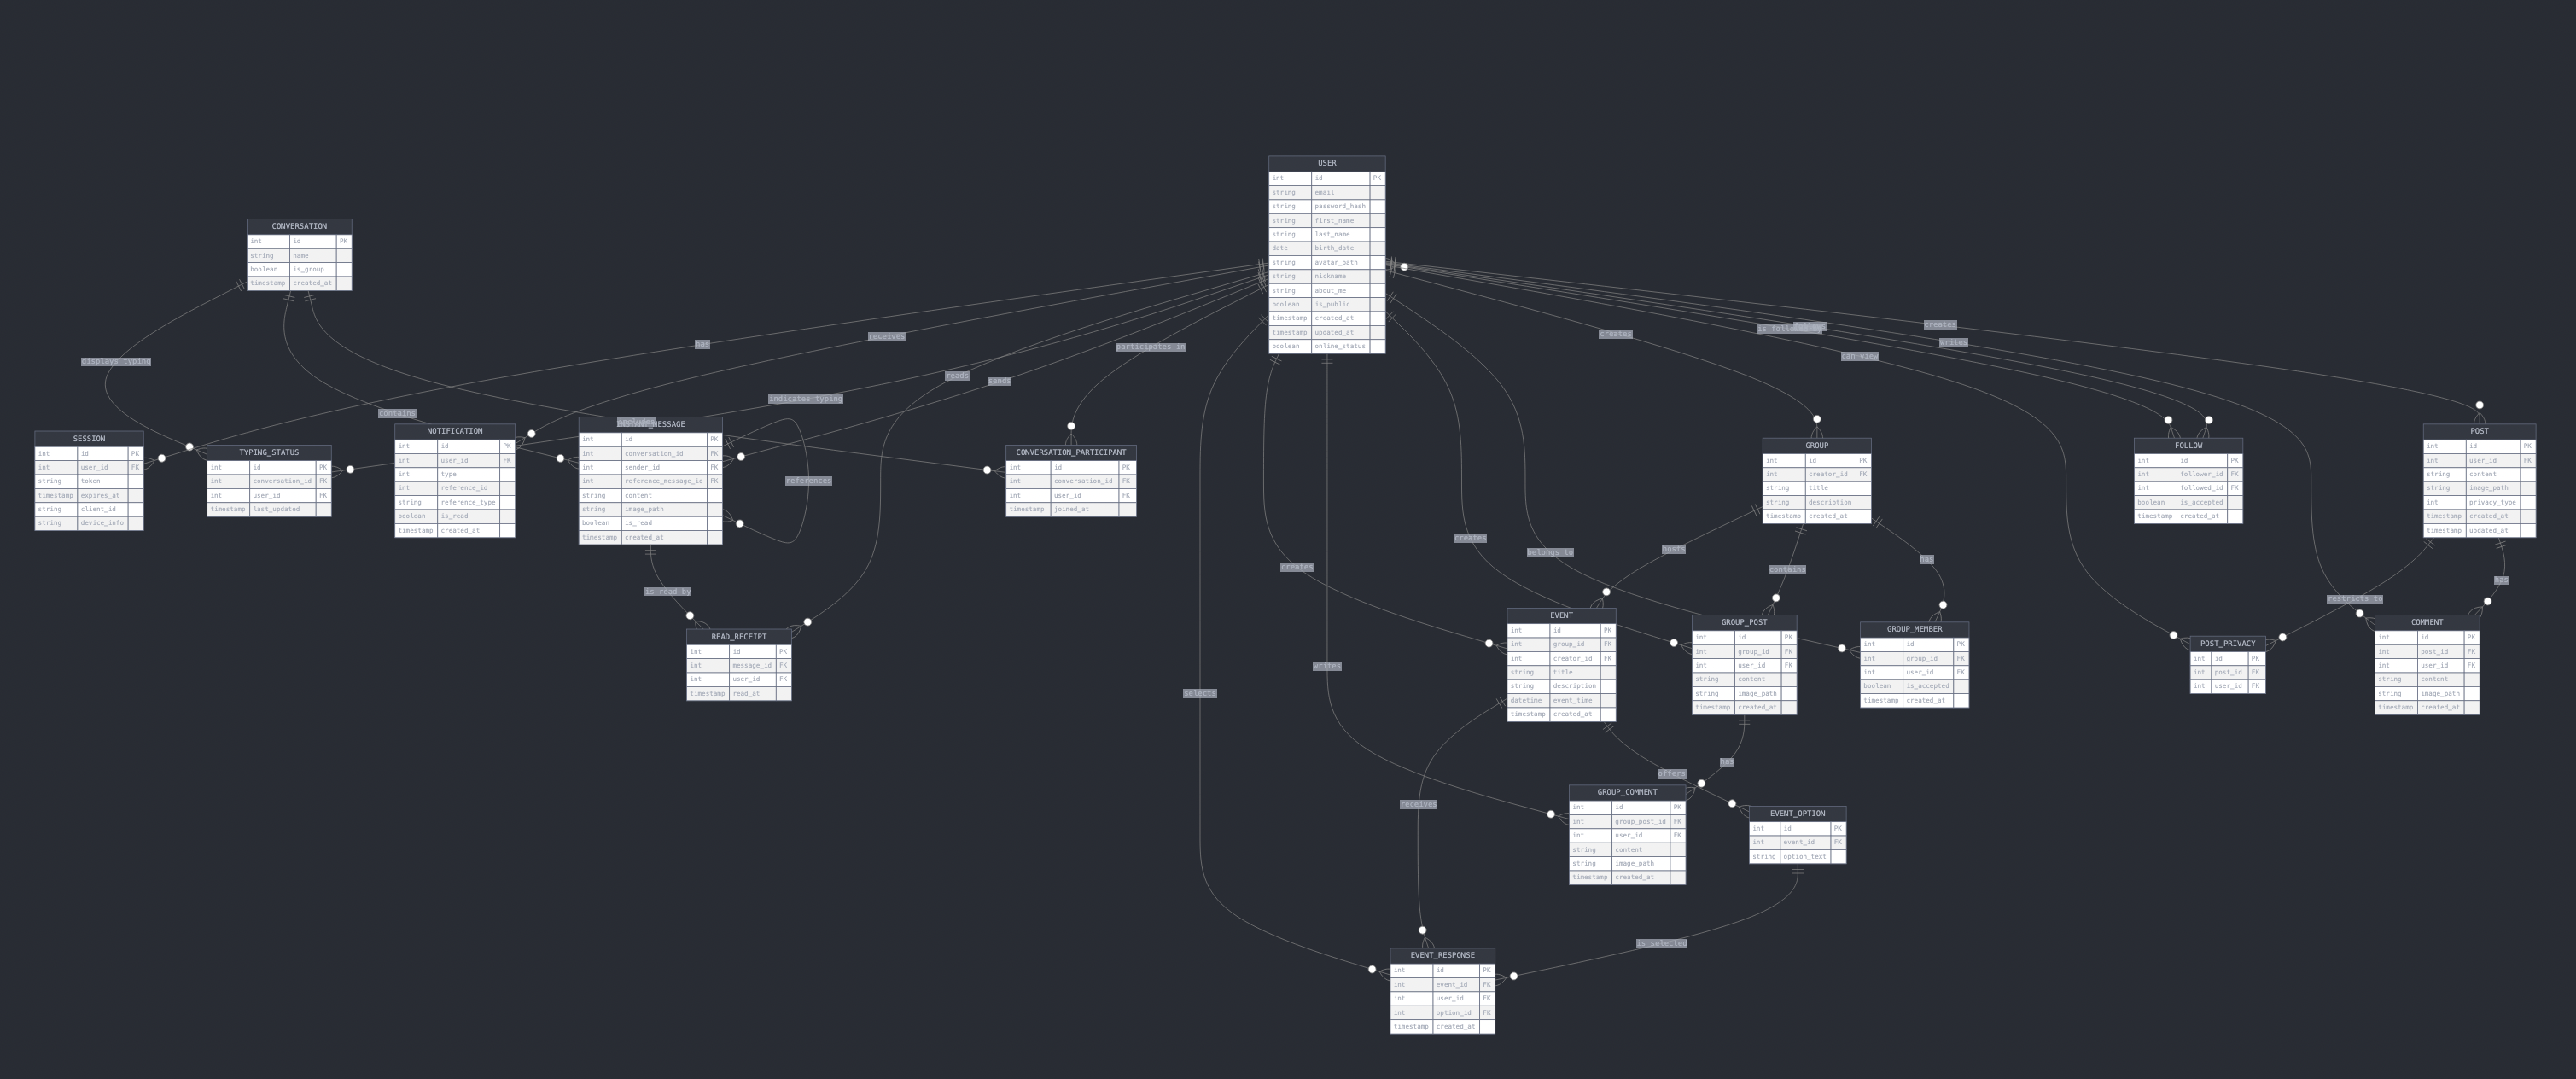 USER
int id PK
string email
string password_hash
string first_name
string last_name
date birth_date
string avatar_path
string nickname
string about_me
boolean is_public
timestamp created_at
timestamp updated_at
boolean online_status
CONVERSATION
int id PK
string name
boolean is_group
timestamp created_at
displays typing
has
receives
participates in
reads
sends
indicates typing
contains
creates
can view
writes
creates
SESSION
int id PK
int user_id FK
string token
timestamp expires_at
string client_id
string device_info
TYPING_STATUS
int id PK
int conversation_id FK
int user_id FK
timestamp last_updated
NOTIFICATION
int id PK
int user_id FK
int type
int reference_id
string reference_type
boolean is_read
timestamp created_at
MESSAGE
int id PK
int conversation_id FK
int sender_id FK
int reference_message_id FK
string content
string image_path
boolean is_read
timestamp created_at
references
CONVERSATION_PARTICIPANT
int id PK
int conversation_id FK
int user_id FK
timestamp joined_at
GROUP
int id PK
int creator_id FK
string title
string description
timestamp created_at
FOLLOW
int id PK
int follower_id FK
int followed_id FK
boolean is_accepted
timestamp created_at
POST
int id PK
int user_id FK
string content
string image_path
int privacy_type
timestamp created_at
timestamp updated_at
is read by
creates
creates
belongs to
hosts
contains
has
restricts to
has
READ_RECEIPT
int id PK
int message_id FK
int user_id FK
timestamp read_at
EVENT
int id PK
int group_id FK
int creator_id FK
string title
string description
datetime event_time
timestamp created_at
GROUP_POST
int id PK
int group_id FK
int user_id FK
string content
string image_path
timestamp created_at
GROUP_MEMBER
int id PK
int group_id FK
int user_id FK
boolean is_accepted
timestamp created_at
POST_PRIVACY
int id PK
int post_id FK
int user_id FK
COMMENT
int id PK
int post_id FK
int user_id FK
string content
string image_path
timestamp created_at
selects
writes
receives
offers
has
GROUP_COMMENT
int id PK
int group_post_id FK
int user_id FK
string content
string image_path
timestamp created_at
EVENT_OPTION
int id PK
int event_id FK
string option_text
is selected
EVENT_RESPONSE
int id PK
int event_id FK
int user_id FK
int option_id FK
timestamp created_at